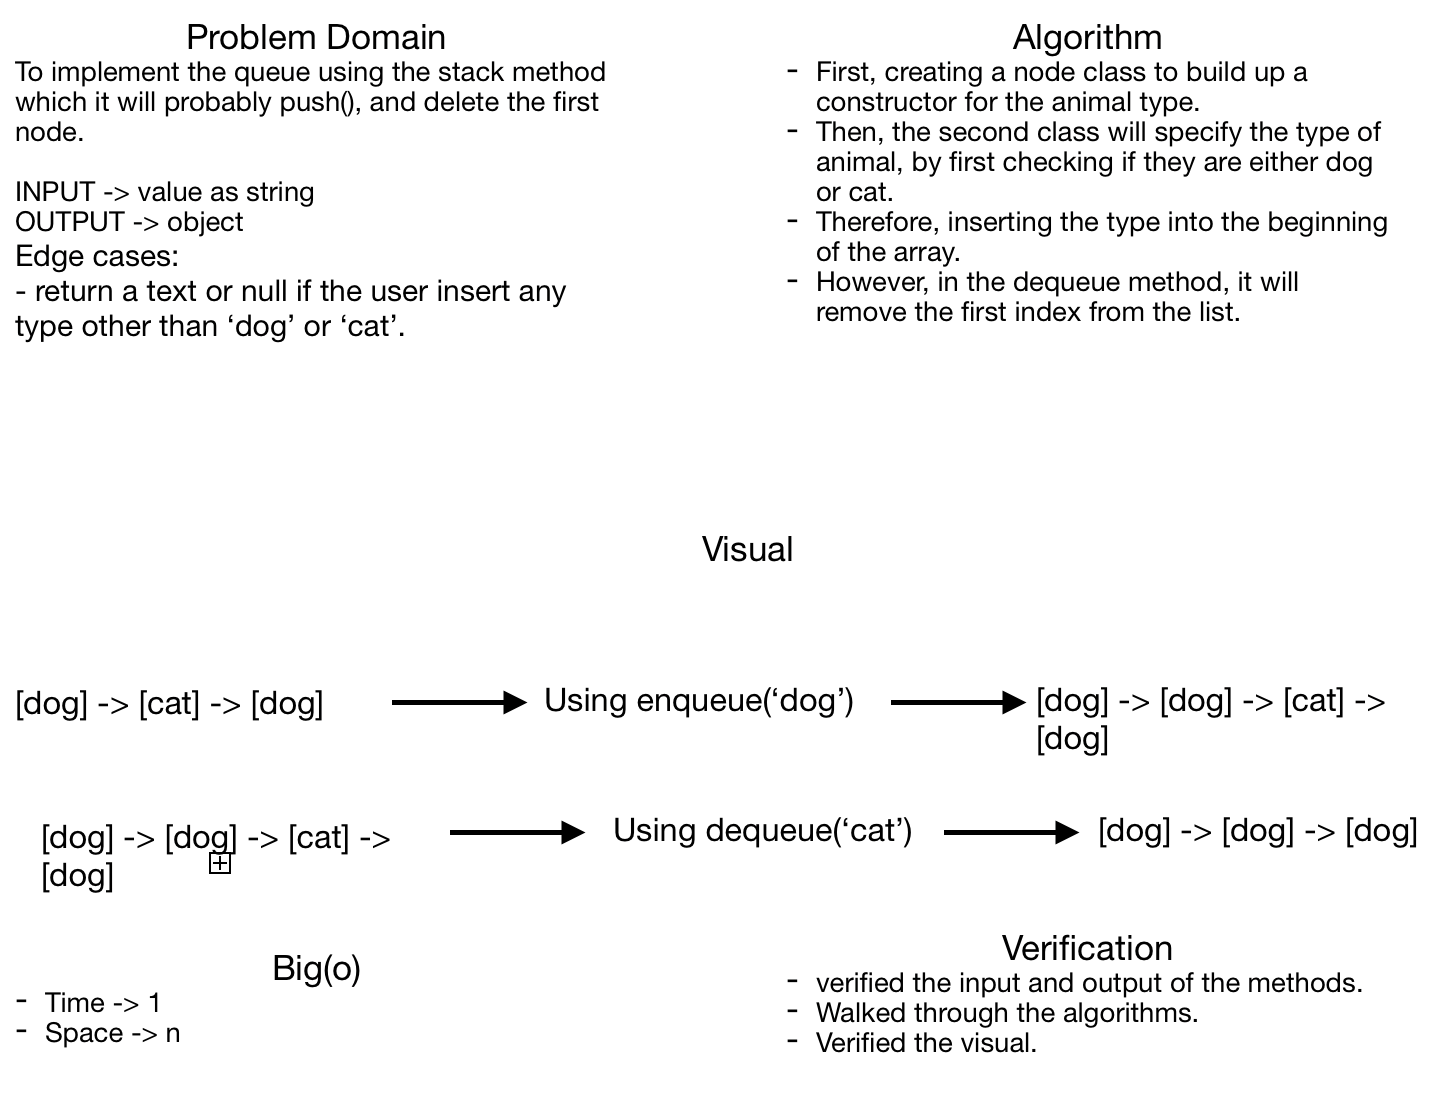 Problem Domain
To implement the queue using the stack method
which it will probably push(), and delete the first
node.
INPUT -> value as string
OUTPUT -> object
Edge cases:
- return a text or null if the user insert any
type other than ‘dog’ or ‘cat’.
Algorithm
- First, creating a node class to build up a
constructor for the animal type.
- Then, the second class will specify the type of
animal, by first checking if they are either dog
or cat.
- Therefore, inserting the type into the beginning
of the array.
- However, in the dequeue method, it will
remove the first index from the list.
Visual
[dog] -> [cat] -> [dog]
Using enqueue(‘dog’)
[dog] -> [dog] -> [cat] ->
[dog]
[dog] -> [dog] -> [cat] ->
[dog]
Using dequeue(‘cat’)
[dog] -> [dog] -> [dog]
Big(o)
- Time -> 1
- Space -> n
Verification
- verified the input and output of the methods.
- Walked through the algorithms.
- Verified the visual.